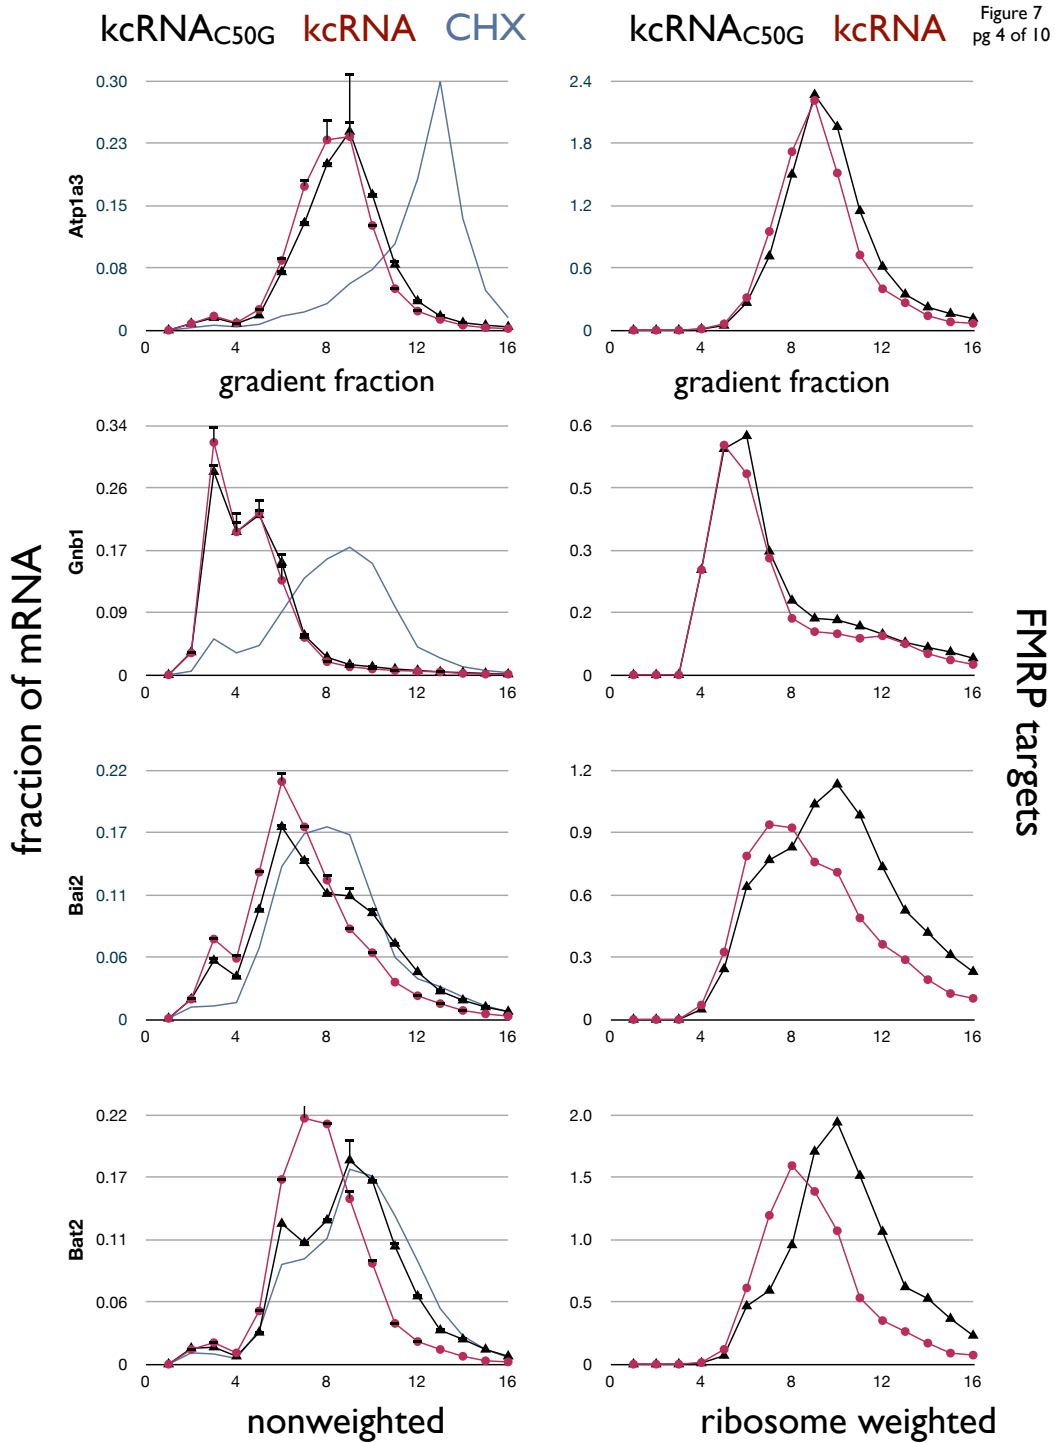 kcRNAC50G kcRNA CHX kcRNAC50G kcRNA
Figure 7
pg 4 of 10
fraction of mRNA
FMRP targets
Atp1a3
0.30
0.23
0.15
0.08
0
0 4 8 12 16
gradient fraction
2.4
1.8
1.2
0.6
0
0 4 8 12 16
gradient fraction
Gnb1
0.34
0.26
0.17
0.09
0
0 4 8 12 16
0.6
0.5
0.3
0.2
0
0 4 8 12 16
Bai2
0.22
0.17
0.11
0.06
0
0 4 8 12 16
1.2
0.9
0.6
0.3
0
0 4 8 12 16
Bat2
0.22
0.17
0.11
0.06
0
0 4 8 12 16
2.0
1.5
1.0
0.5
0
0 4 8 12 16
nonweighted
ribosome weighted